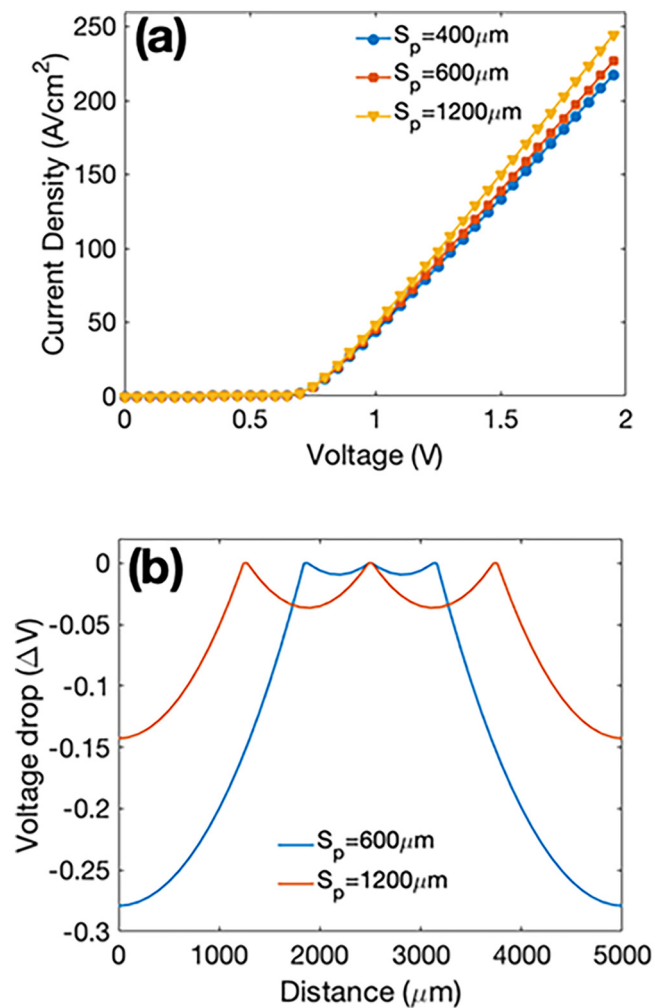 (a)
S_p=400μm
S_p=600μm
S_p=1200μm
250
200
150
100
50
0
Current Density (A/cm²)
0 0.5 1 1.5 2
Voltage (V)
(b)
0
-0.05
-0.1
-0.15
-0.2
-0.25
-0.3
Voltage drop (△V)
S_p=600μm
S_p=1200μm
0 1000 2000 3000 4000 5000
Distance (μm)